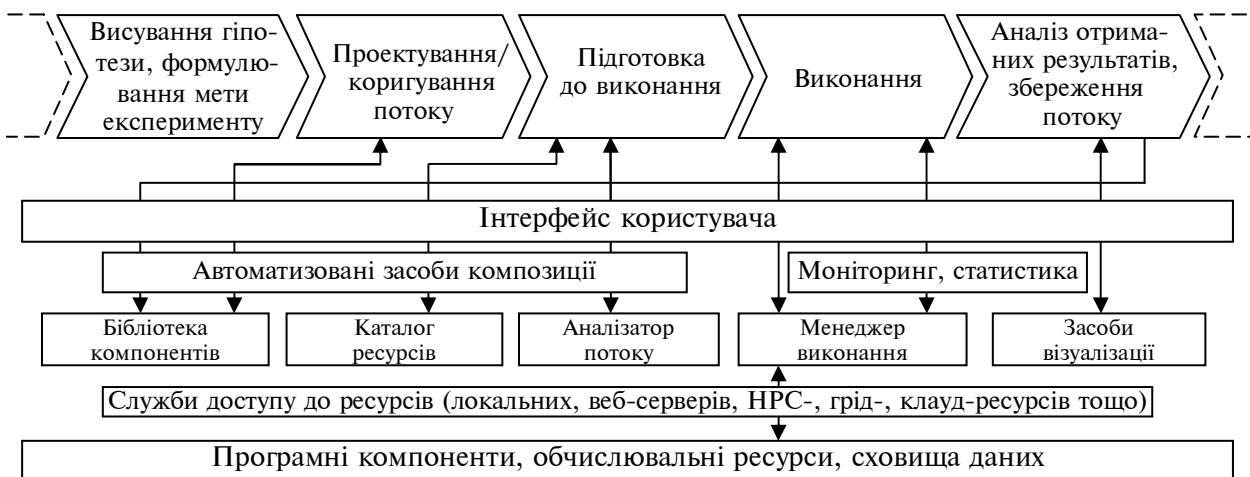 Висування гіпо-
тези, формулю-
вання мети
експерименту
Проектування/
коригування
потоку
Підготовка
до виконання
Виконання
Аналіз отрима-
них результатів,
збереження
потоку
Інтерфейс користувача
Автоматизовані засоби композиції
Моніторинг, статистика
Бібліотека
компонентів
Каталог
ресурсів
Аналізатор
потоку
Менеджер
виконання
Засоби
візуалізації
Служби доступу до ресурсів (локальних, веб-серверів, HPC-, грід-, клауд-ресурсів тощо)
Програмні компоненти, обчислювальні ресурси, сховища даних